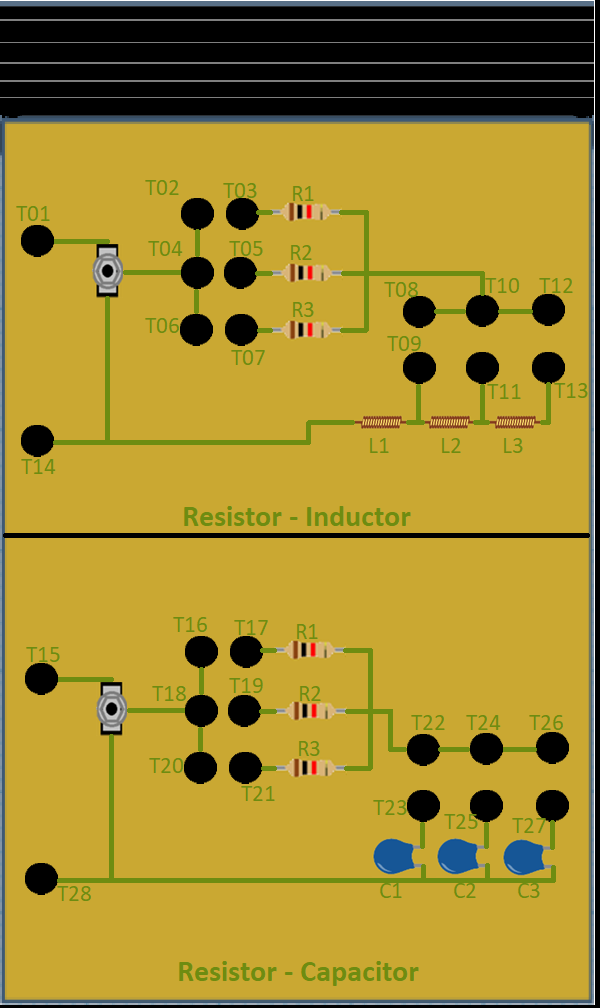 T02 T03 R1
T01
T04 T05 R2
T08 T10 T12
T06 R3
T07 T09
T11 T13
T14 L1 L2 L3
Resistor - Inductor
T16 T17 R1
T15
T18 T19 R2
T22 T24 T26
T20 R3
T21 T23 T25 T27
T28 C1 C2 C3
Resistor - Capacitor